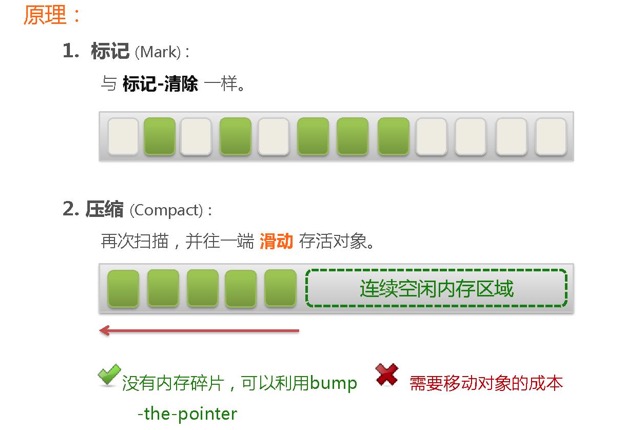 原理：
1. 标记 (Mark)：
与 标记-清除 一样。
2. 压缩 (Compact)：
再次扫描，并往一端 滑动 存活对象。
连续空闲内存区域
没有内存碎片，可以利用bump
-the-pointer
需要移动对象的成本